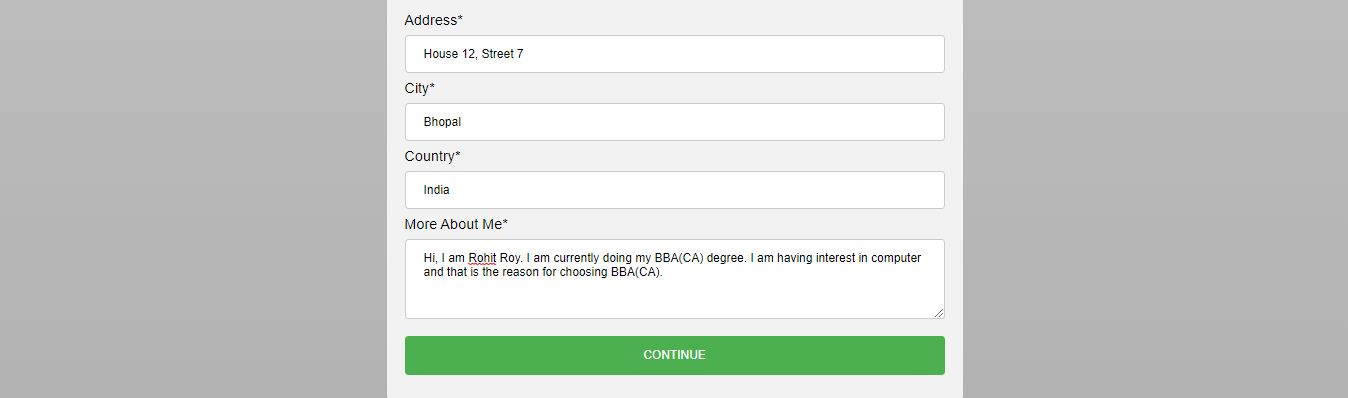 Address*
House 12, Street 7
City*
Bhopal
Country*
India
More About Me*
Hi, I am Rohit Roy. I am currently doing my BBA(CA) degree. I am having interest in computer
and that is the reason for choosing BBA(CA).
CONTINUE